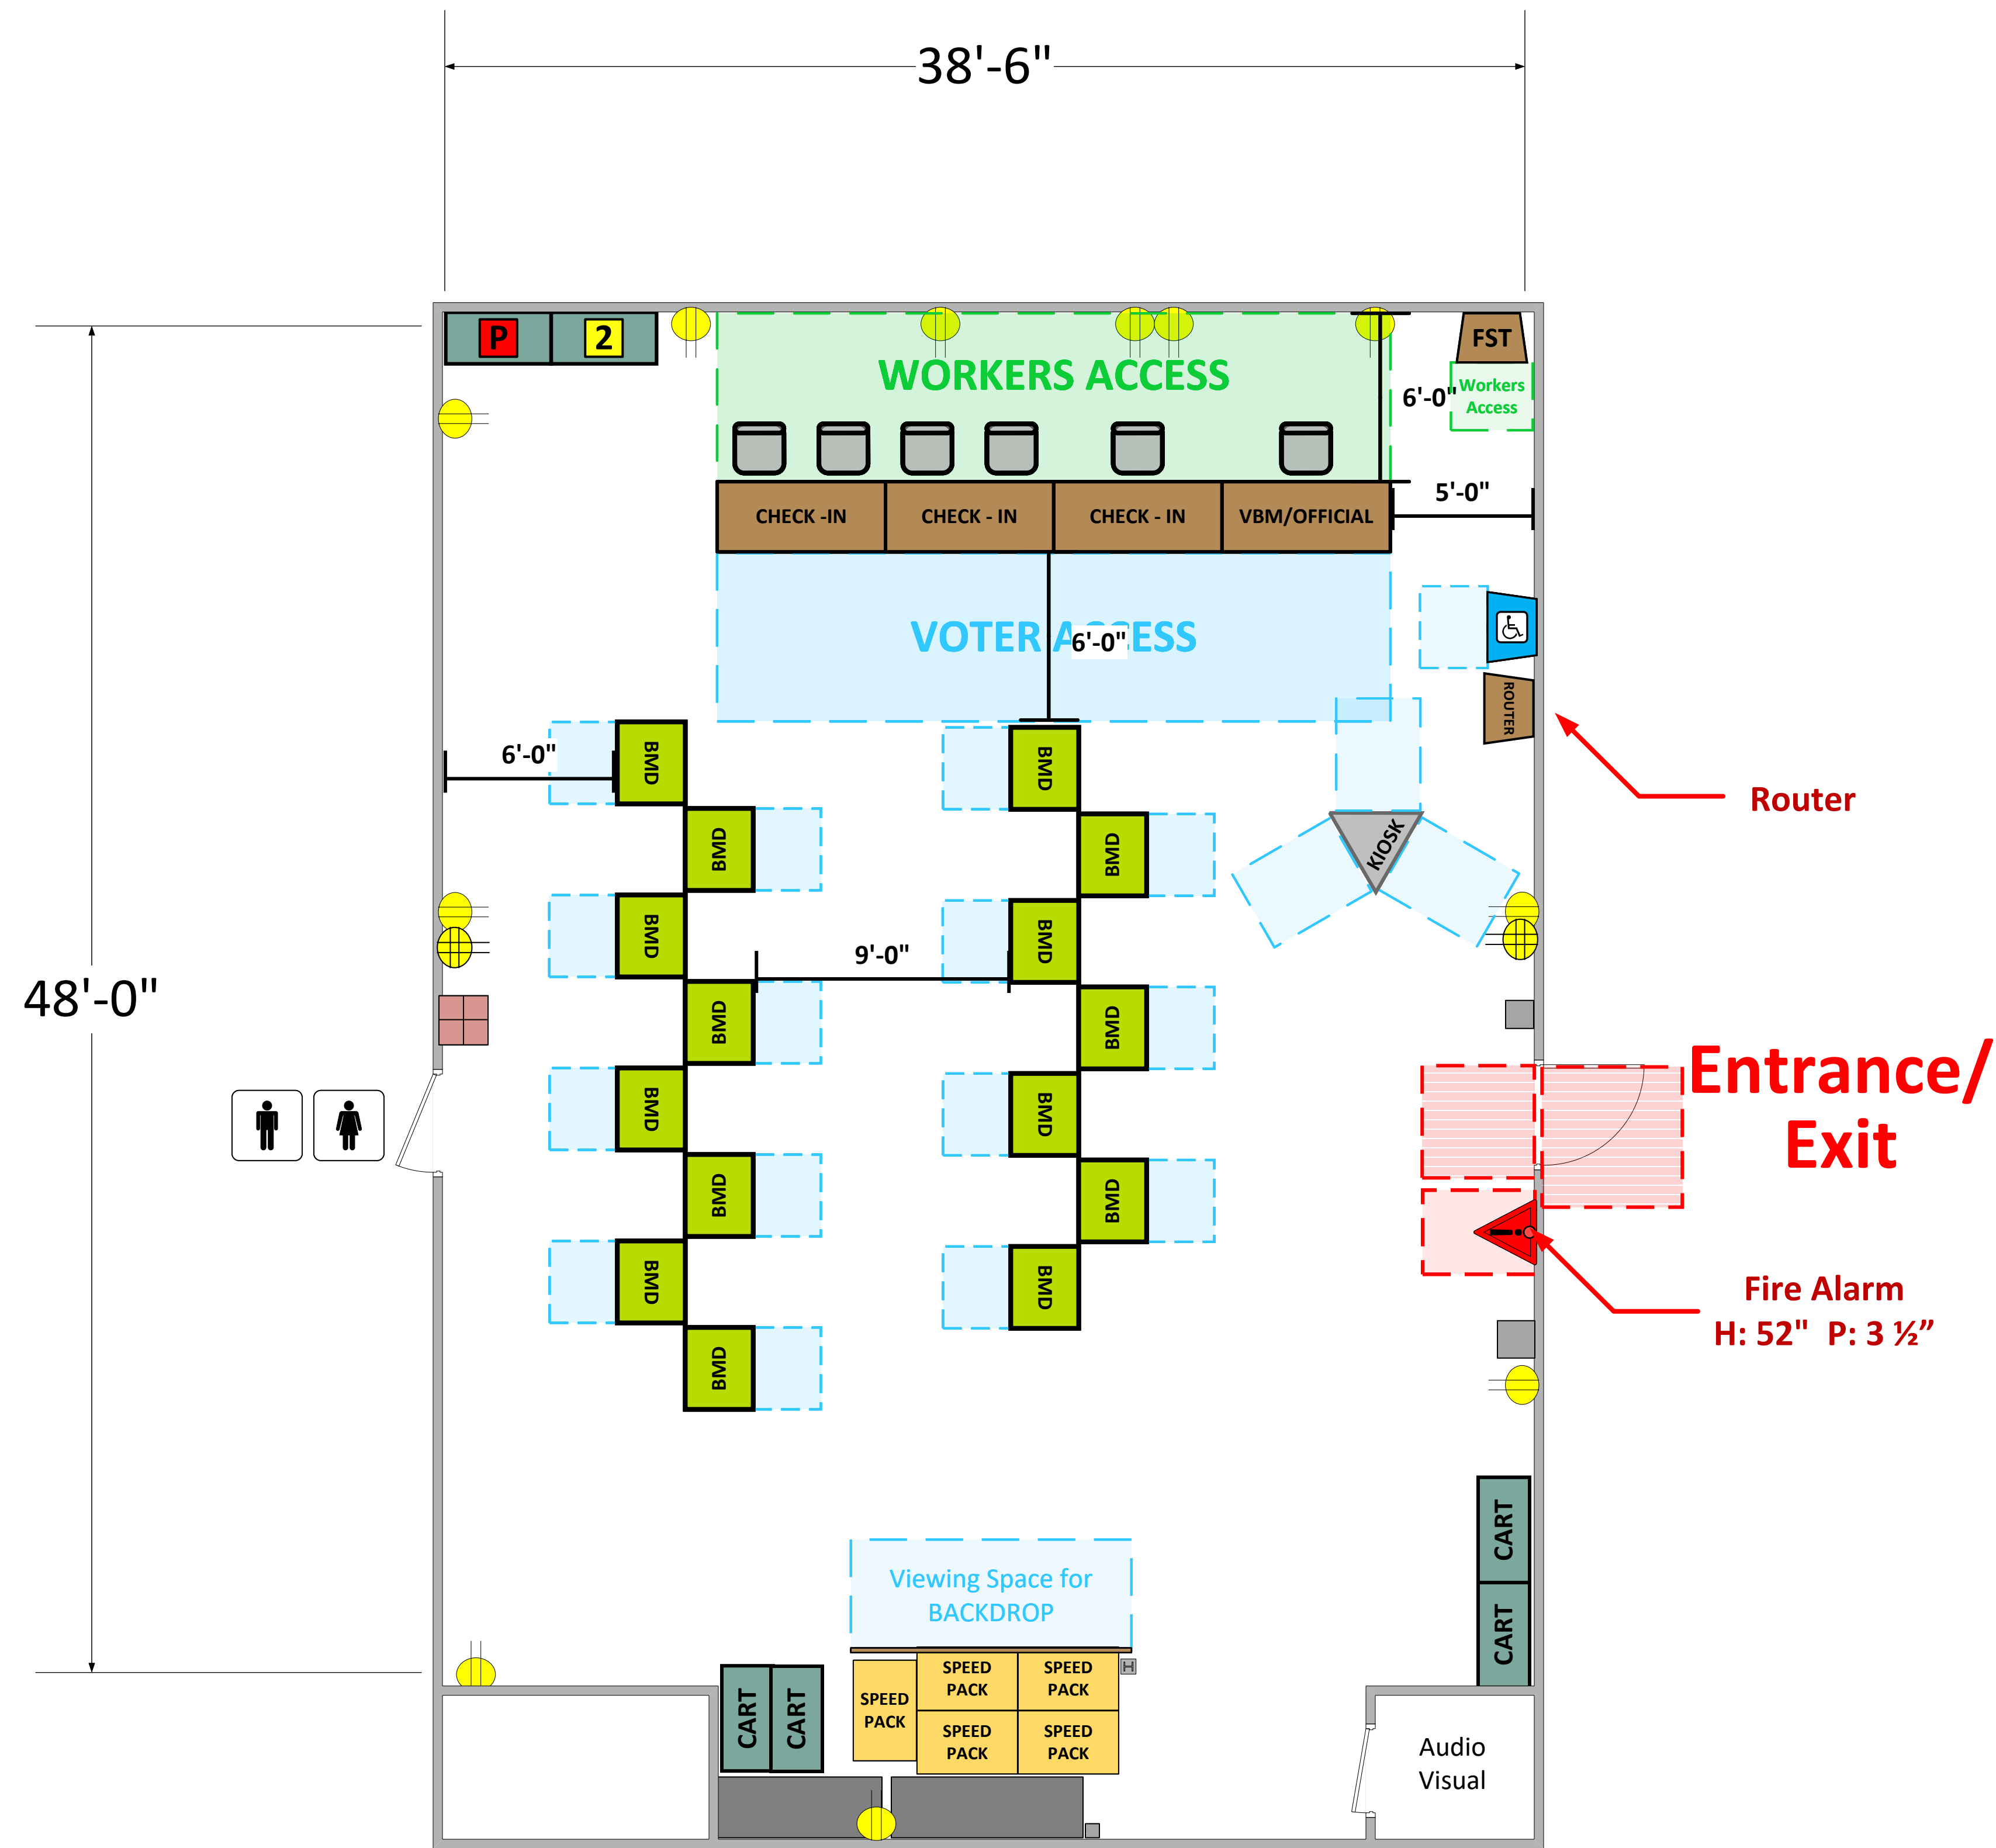 38'-6"
P
2
FST
WORKERS ACCESS
6'-0"
Workers
Access
5'-0"
CHECK -IN
CHECK - IN
CHECK - IN
VBM/OFFICIAL
VOTER ACCESS
6'-0"
ROUTER
Router
6'-0"
BMD
BMD
BMD
BMD
KIOSK
BMD
BMD
9'-0"
BMD
BMD
48'-0"
Entrance/
Exit
BMD
BMD
BMD
BMD
BMD
BMD
BMD
Fire Alarm
H: 52" P: 3 ½”
CART
CART
Viewing Space for
BACKDROP
H
CART
CART
SPEED
PACK
SPEED
PACK
SPEED
PACK
SPEED
PACK
SPEED
PACK
Audio
Visual